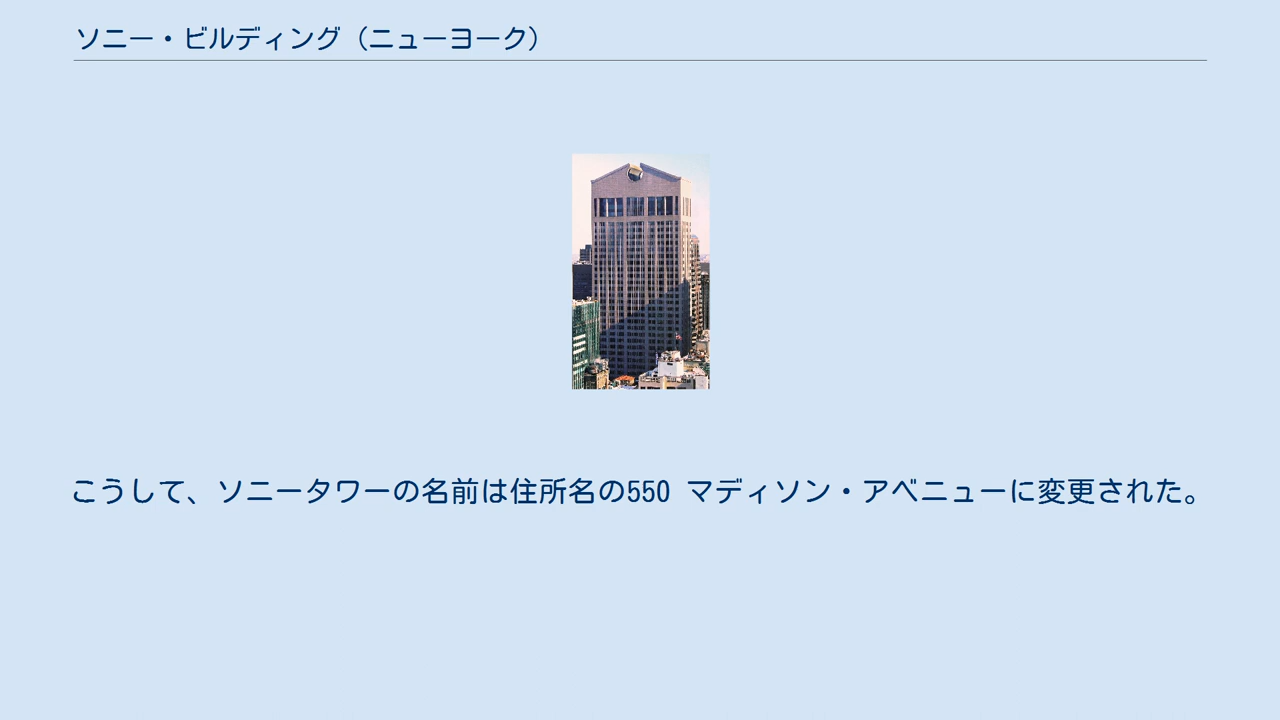 ソニー・ビルディング（ニューヨーク）
こうして、ソニータワーの名前は住所名の550 マディソン・アベニューに変更された。